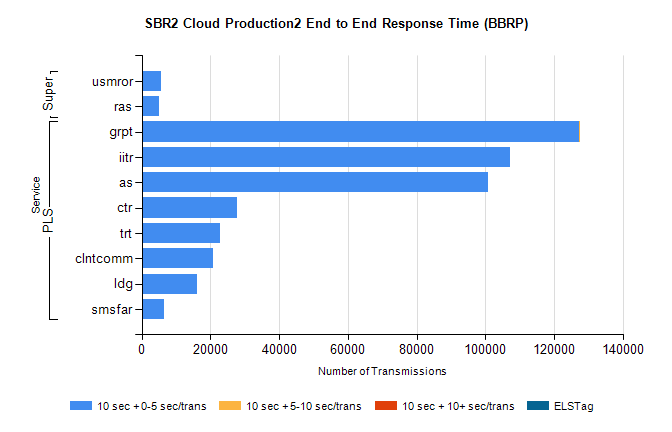 SBR2 Cloud Production2 End to End Response Time (BBRP)
Super
usmror
ras
Service
PLS
grpt
iitr
as
ctr
trt
clntcomm
ldg
smsfar
0 20000 40000 60000 80000 100000 120000 140000
Number of Transmissions
10 sec +0-5 sec/trans 10 sec +5-10 sec/trans 10 sec + 10+ sec/trans ELSTag